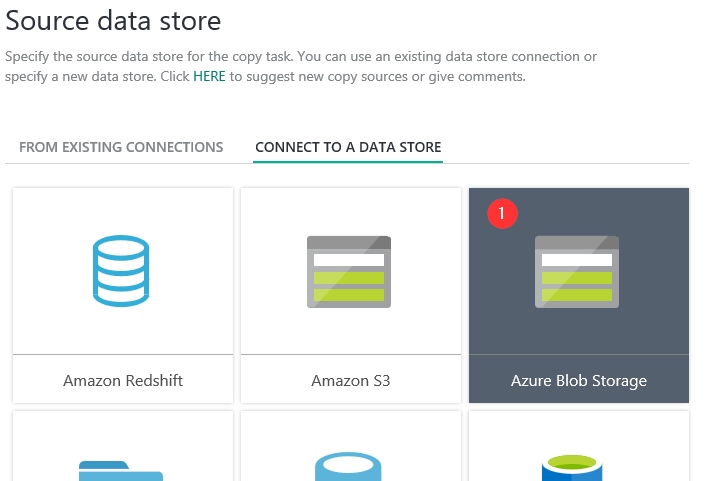 Source data store
Specify the source data store for the copy task. You can use an existing data store connection or
specify a new data store. Click HERE to suggest new copy sources or give comments.
FROM EXISTING CONNECTIONS
CONNECT TO A DATA STORE
1
Amazon Redshift
Amazon S3
Azure Blob Storage